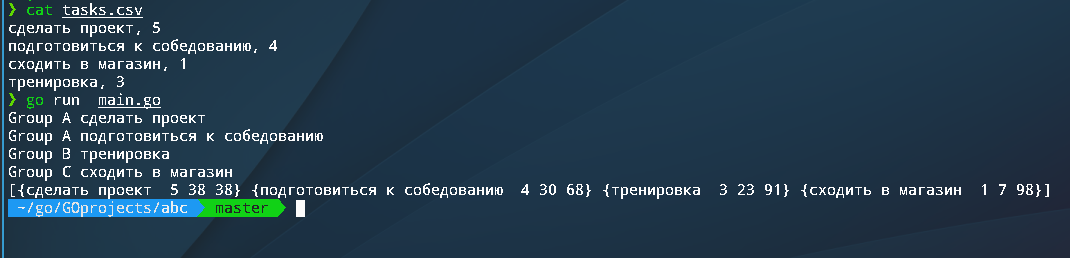 ❯ cat tasks.csv
сделать проект, 5
подготовиться к собедованию, 4
сходить в магазин, 1
тренировка, 3
❯ go run  main.go
Group A сделать проект
Group A подготовиться к собедованию
Group B тренировка
Group C сходить в магазин
[{сделать проект  5 38 38} {подготовиться к собедованию  4 30 68} {тренировка  3 23 91} {сходить в магазин  1 7 98}]
~/go/GOprojects/abc  master